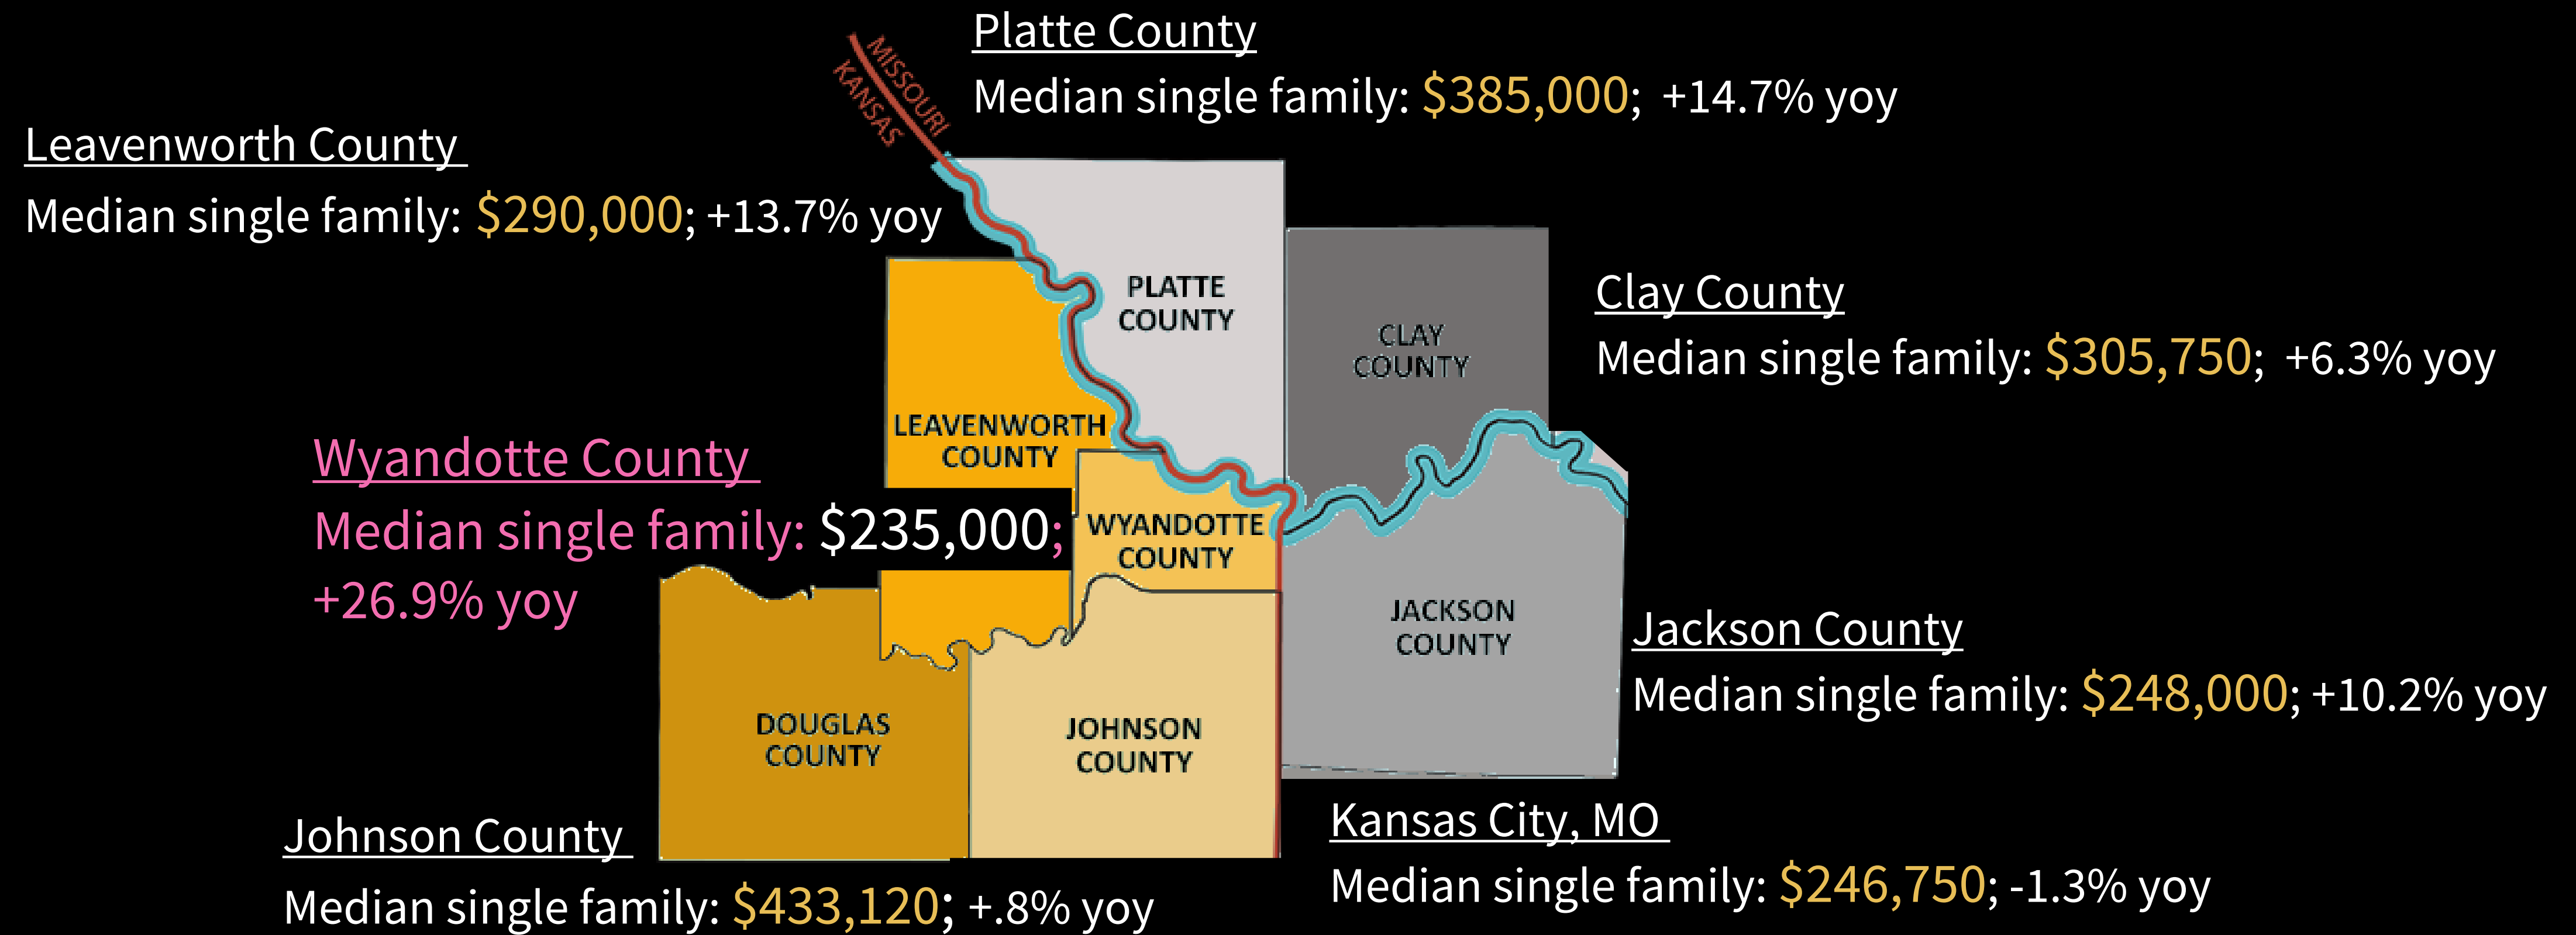 Platte County
Median single family: $385,000; +14.7% yoy
MISSOURI
KANSAS
Leavenworth County
Median single family: $290,000; +13.7% yoy
PLATTE
COUNTY
CLAY
COUNTY
Clay County
Median single family: $305,750; +6.3% yoy
LEAVENWORTH
COUNTY
Wyandotte County
Median single family: $235,000;
+26.9% yoy
WYANDOTTE
COUNTY
JACKSON
COUNTY
Jackson County
Median single family: $248,000; +10.2% yoy
DOUGLAS
COUNTY
JOHNSON
COUNTY
Johnson County
Median single family: $433,120; +.8% yoy
Kansas City, MO
Median single family: $246,750; -1.3% yoy